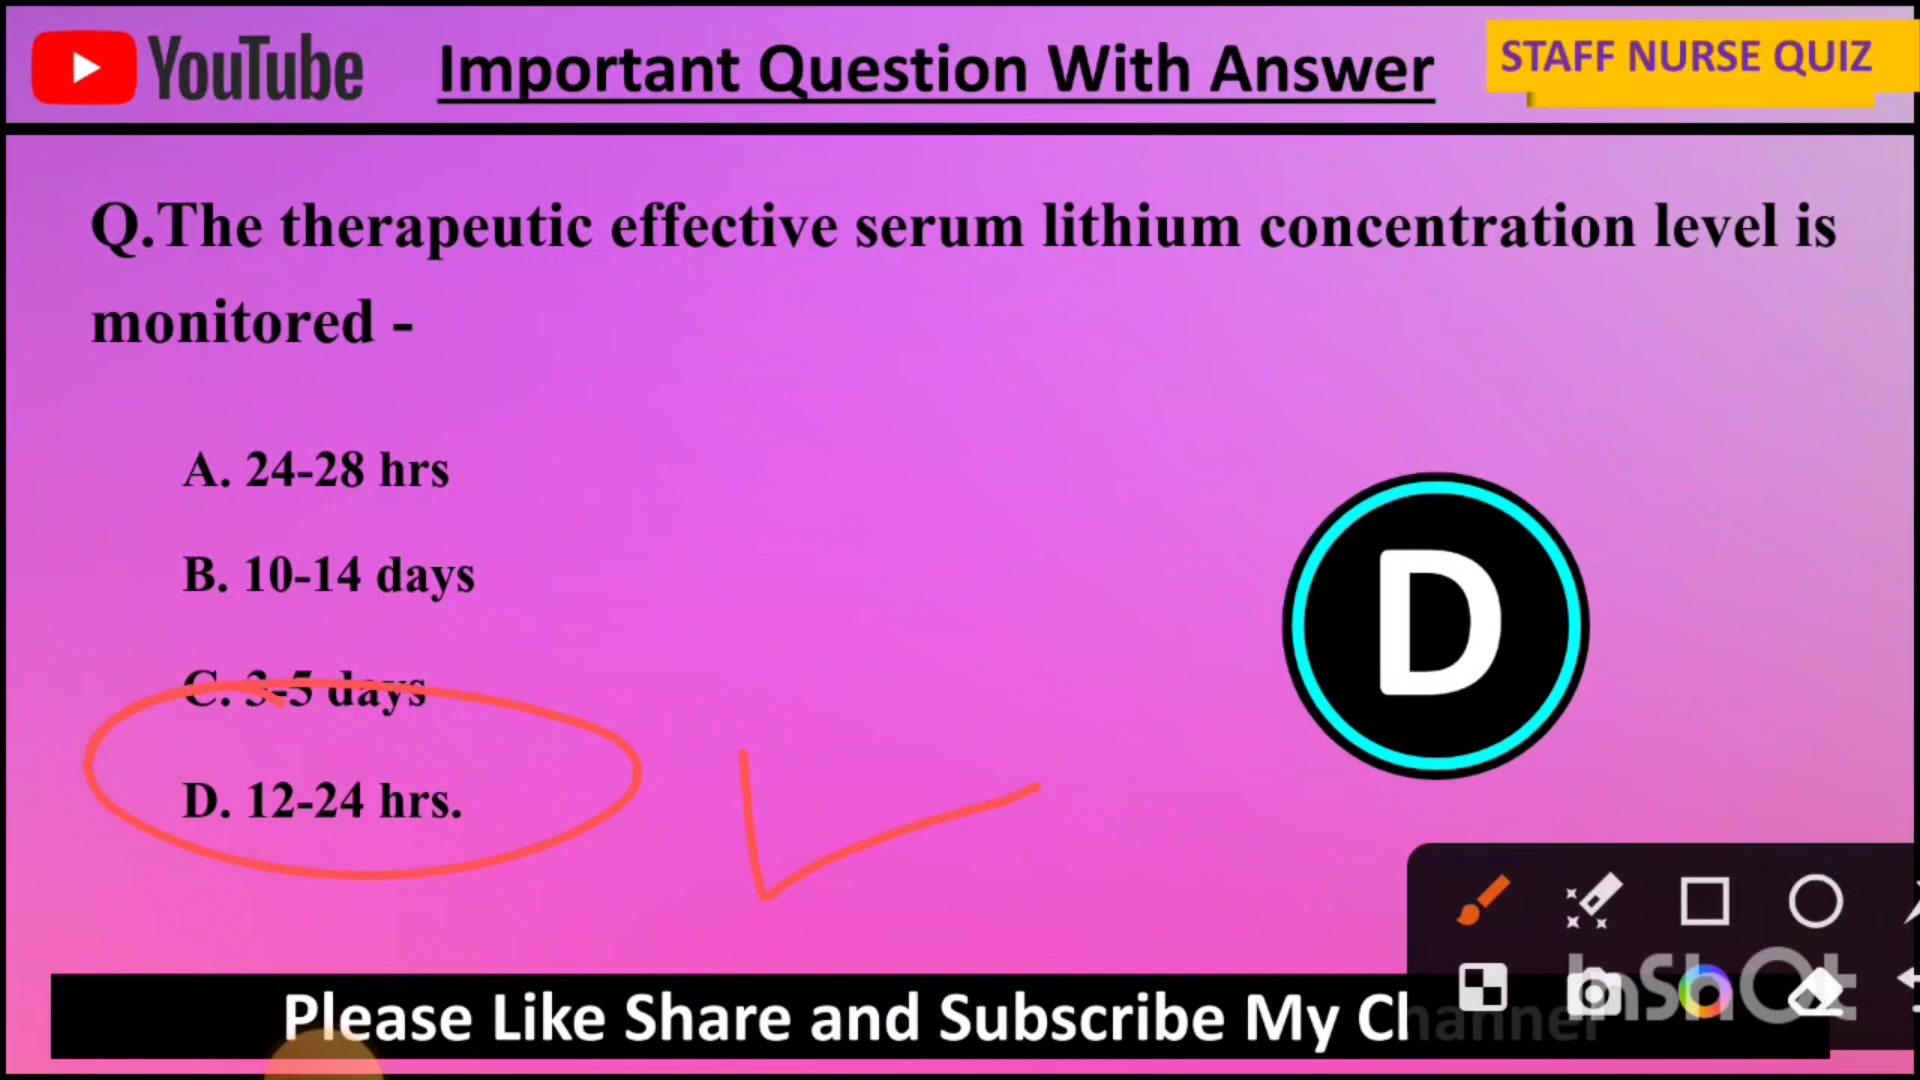 YouTube
Important Question With Answer
STAFF NURSE QUIZ
Q.The therapeutic effective serum lithium concentration level is
monitored -
A. 24-28 hrs
B. 10-14 days
C. 3-5 days
D. 12-24 hrs.
D
Please Like Share and Subscribe My Channel
InShOt